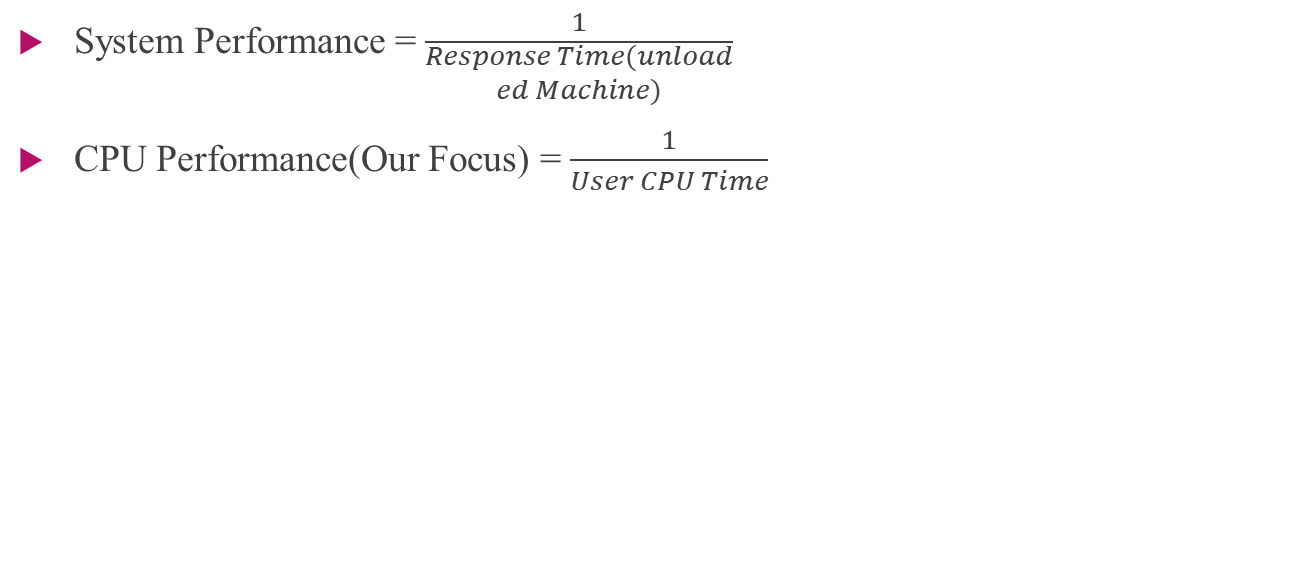 ▶ System Performance = 1
Response Time(unload
ed Machine)
▶ CPU Performance(Our Focus) = 1
User CPU Time